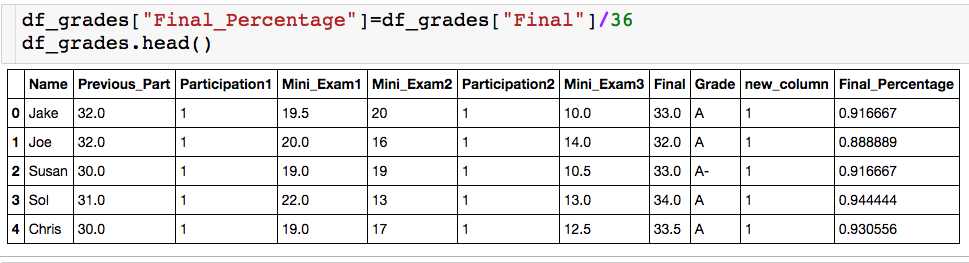 df_grades["Final_Percentage"]=df_grades["Final"]/36
df_grades.head()
Name Previous_Part Participation1 Mini_Exam1 Mini_Exam2 Participation2 Mini_Exam3 Final Grade new_column Final_Percentage
0 Jake 32.0 1 19.5 20 1 10.0 33.0 A 1 0.916667
1 Joe 32.0 1 20.0 16 1 14.0 32.0 A 1 0.888889
2 Susan 30.0 1 19.0 19 1 10.5 33.0 A- 1 0.916667
3 Sol 31.0 1 22.0 13 1 13.0 34.0 A 1 0.944444
4 Chris 30.0 1 19.0 17 1 12.5 33.5 A 1 0.930556